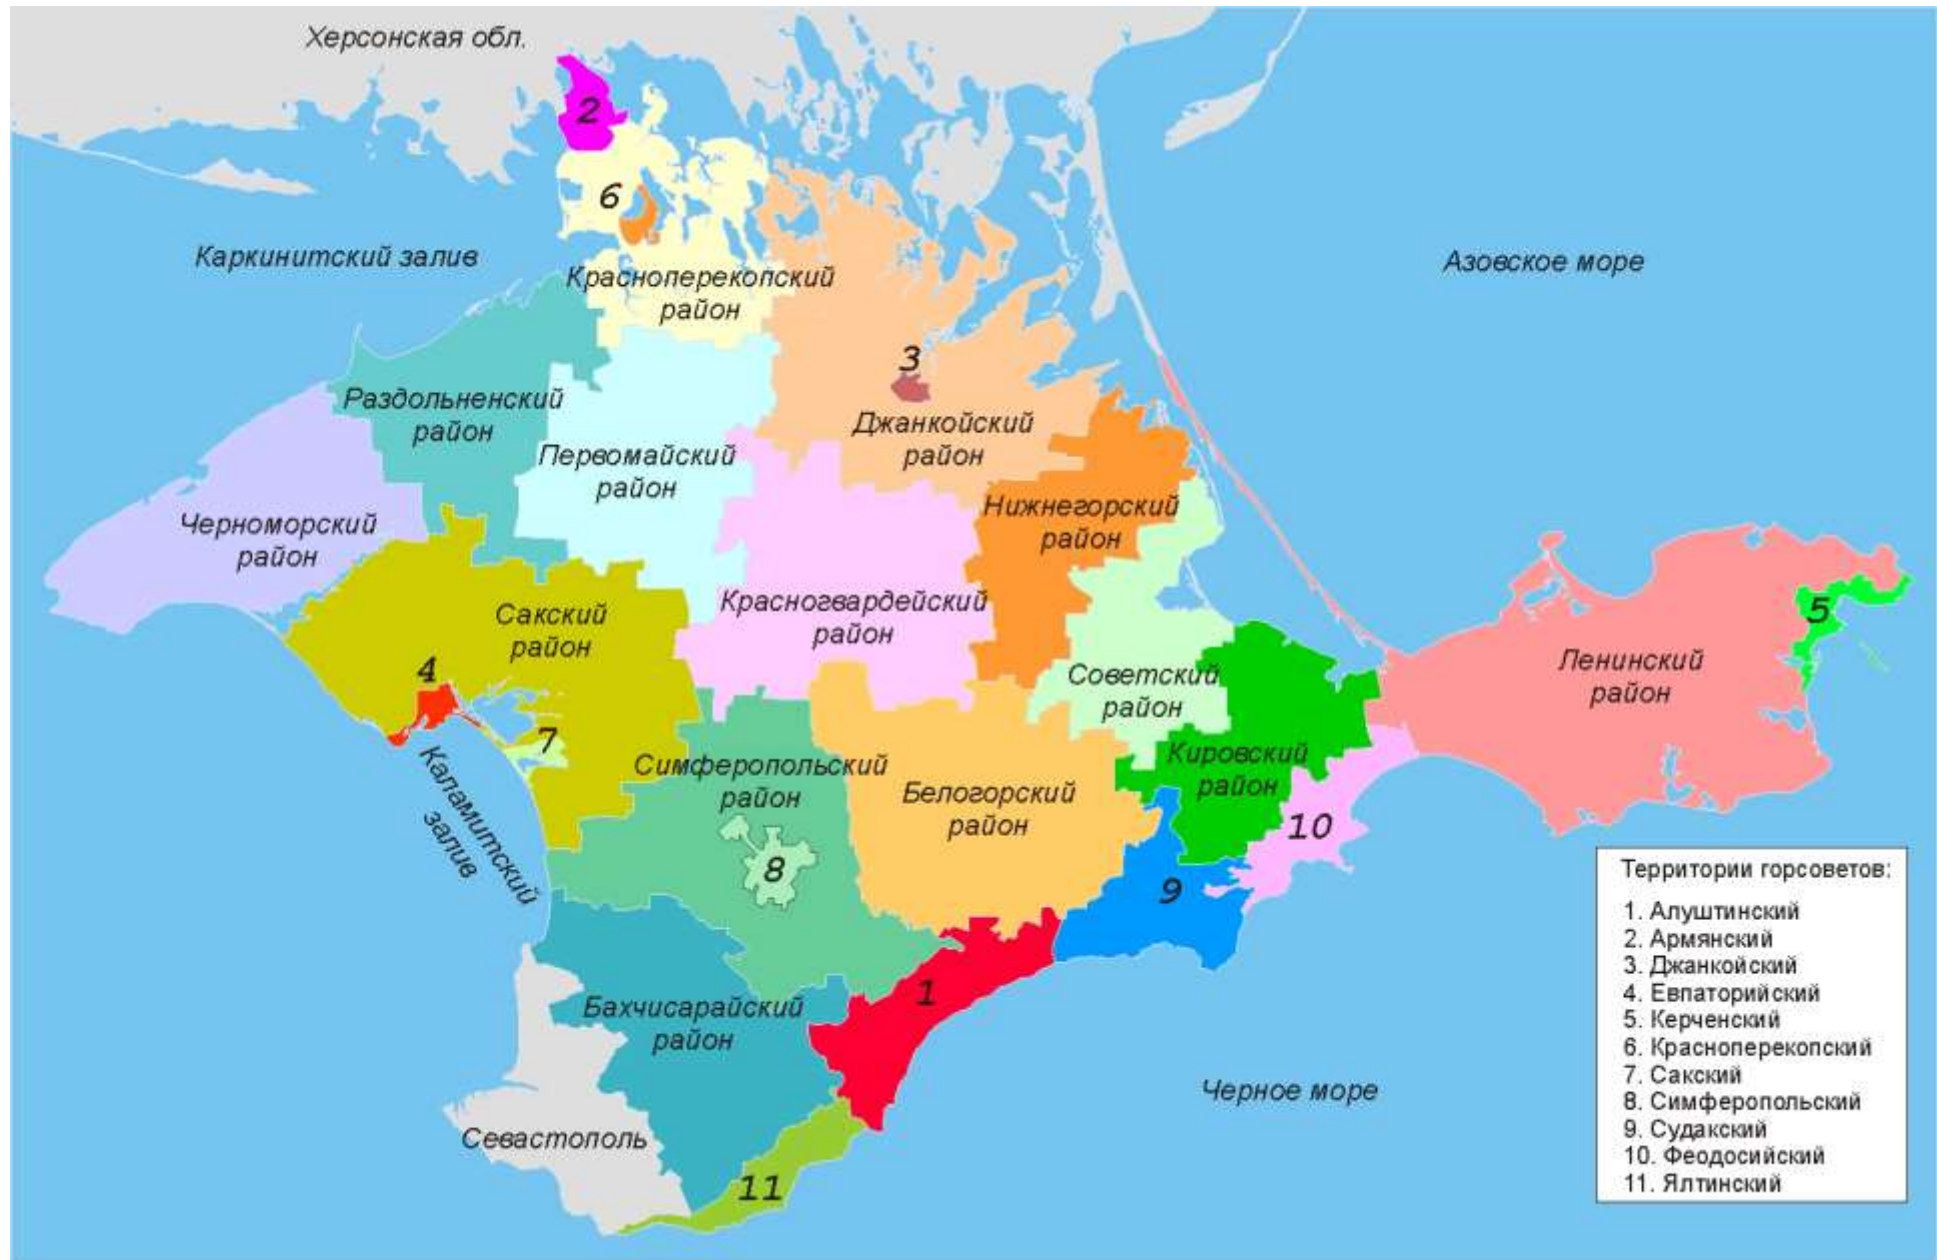 Херсонская обл.
2
6
Каркинитский залив
Азовское море
Красноперекопский
район
3
Раздольненский
район
Джанкойский
район
Первомайский
район
Нижнегорский
район
Черноморский
район
Сакский
район
Красногвардейский
район
5
Ленинский
район
4
Советский
район
7
Каламитский
залив
Симферопольский
район
Кировский
район
Белогорский
район
10
8
9
1
Бахчисарайский
район
Черное море
Севастополь
11
Территории горсоветов:
1. Алуштинский
2. Армянский
3. Джанкойский
4. Евпаторийский
5. Керченский
6. Красноперекопский
7. Сакский
8. Симферопольский
9. Судакский
10. Феодосийский
11. Ялтинский